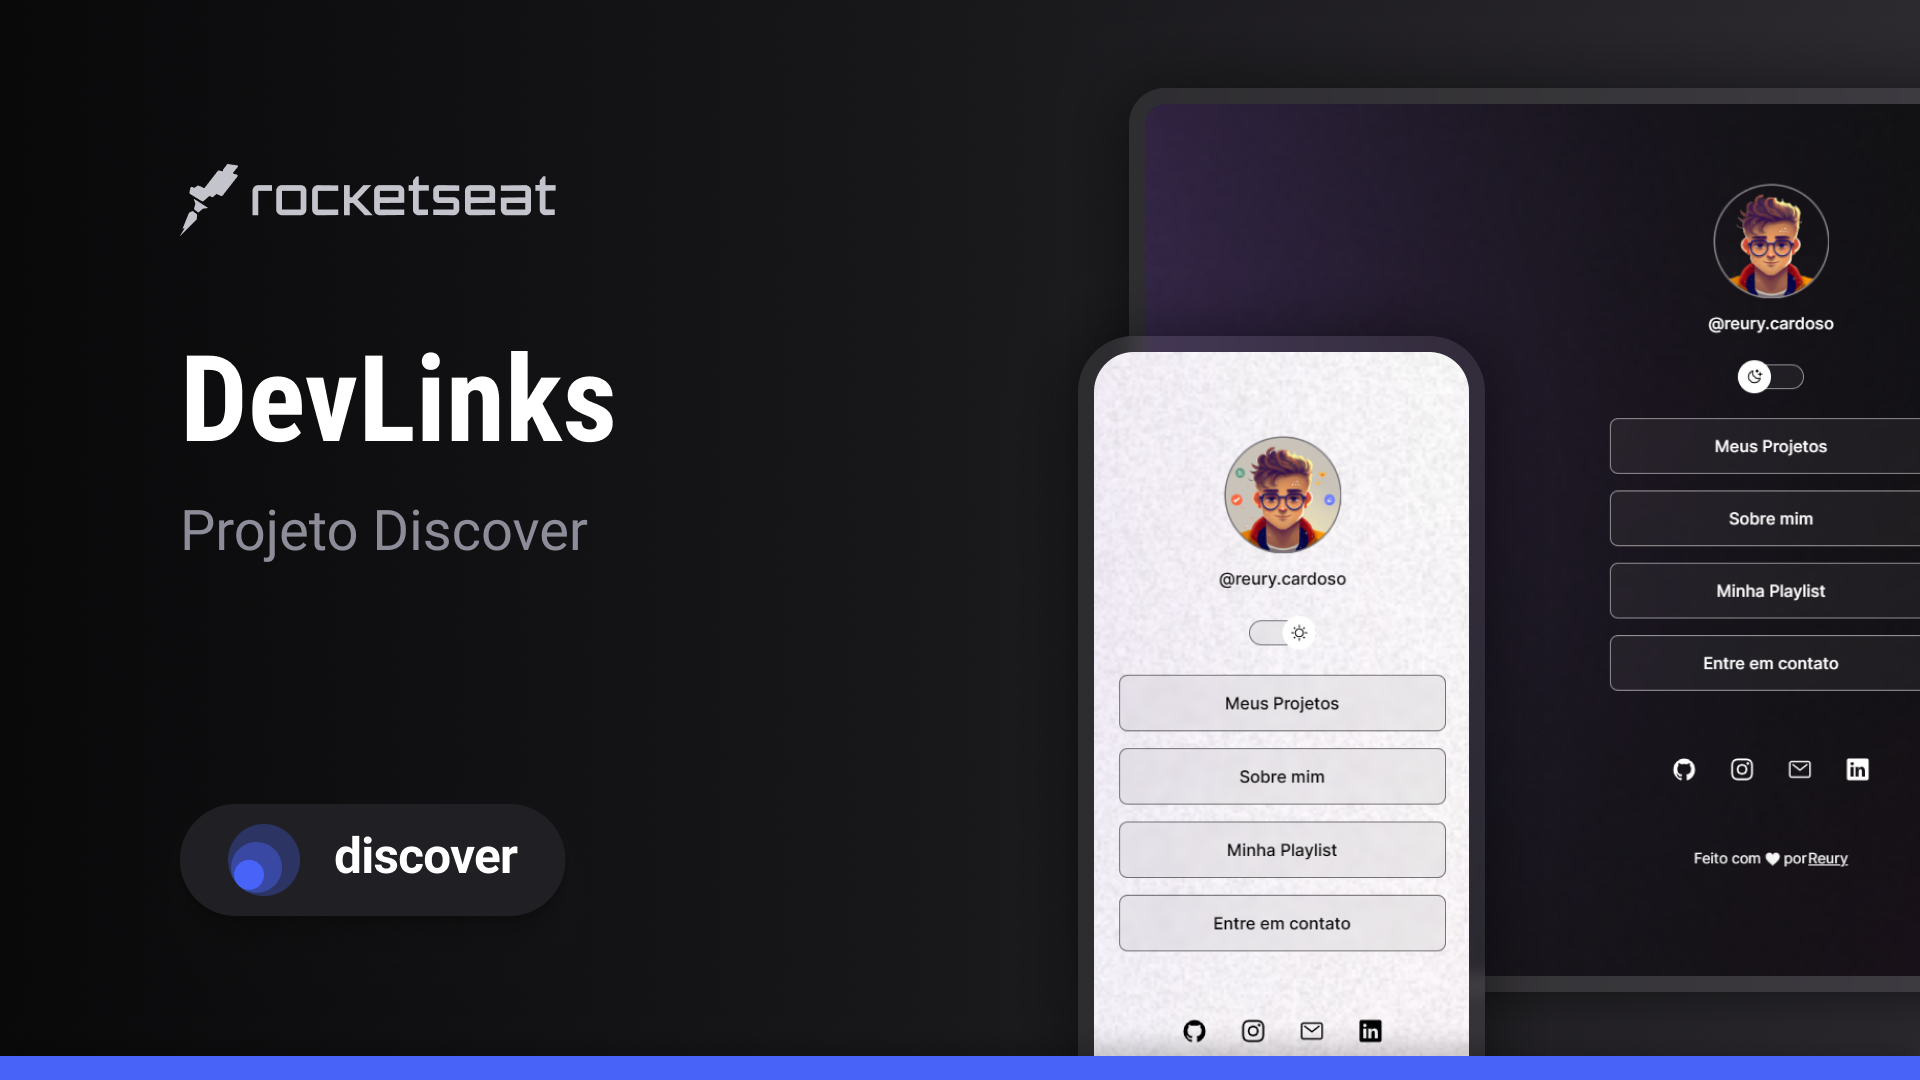 rocketseat
DevLinks
Projeto Discover
discover
@reury.cardoso
Meus Projetos
Sobre mim
Minha Playlist
Entre em contato
@reury.cardoso
Meus Projetos
Sobre mim
Minha Playlist
Entre em contato
Feito com ♥ por Reury